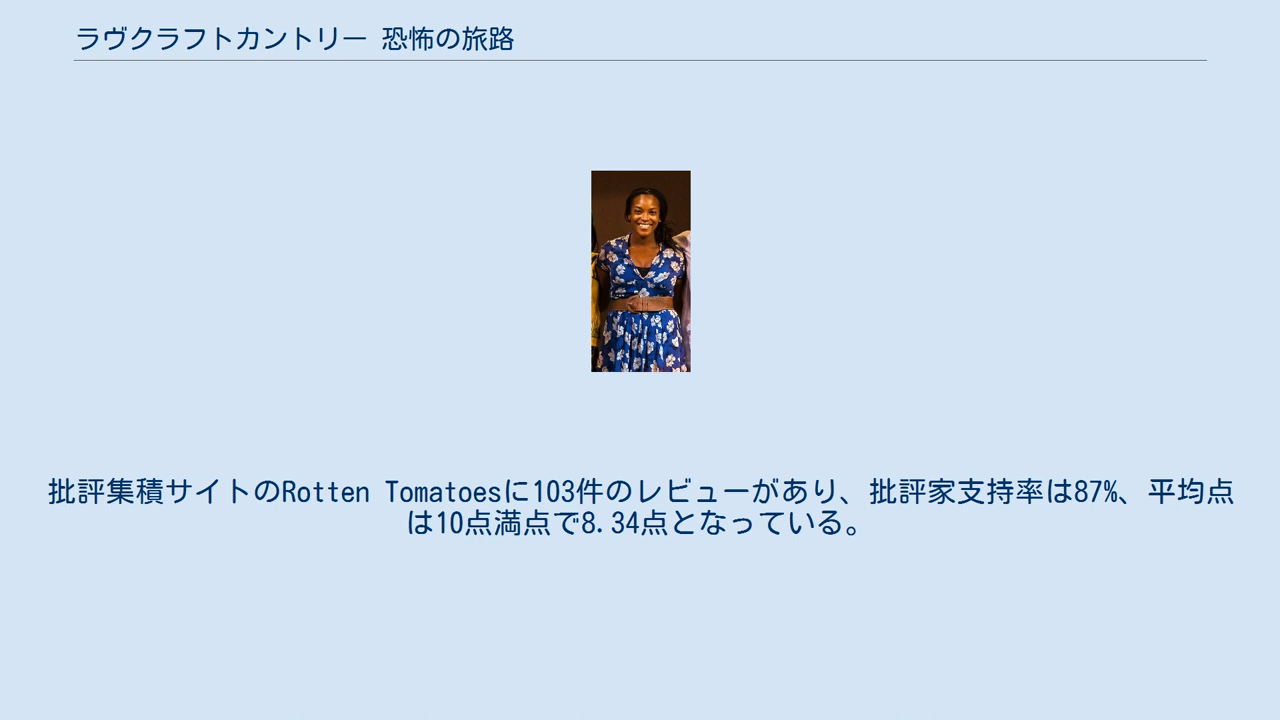 ラヴクラフトカントリー 恐怖の旅路
批評集積サイトのRotten Tomatoesに103件のレビューがあり、批評家支持率は87%、平均点
は10点満点で8.34点となっている。